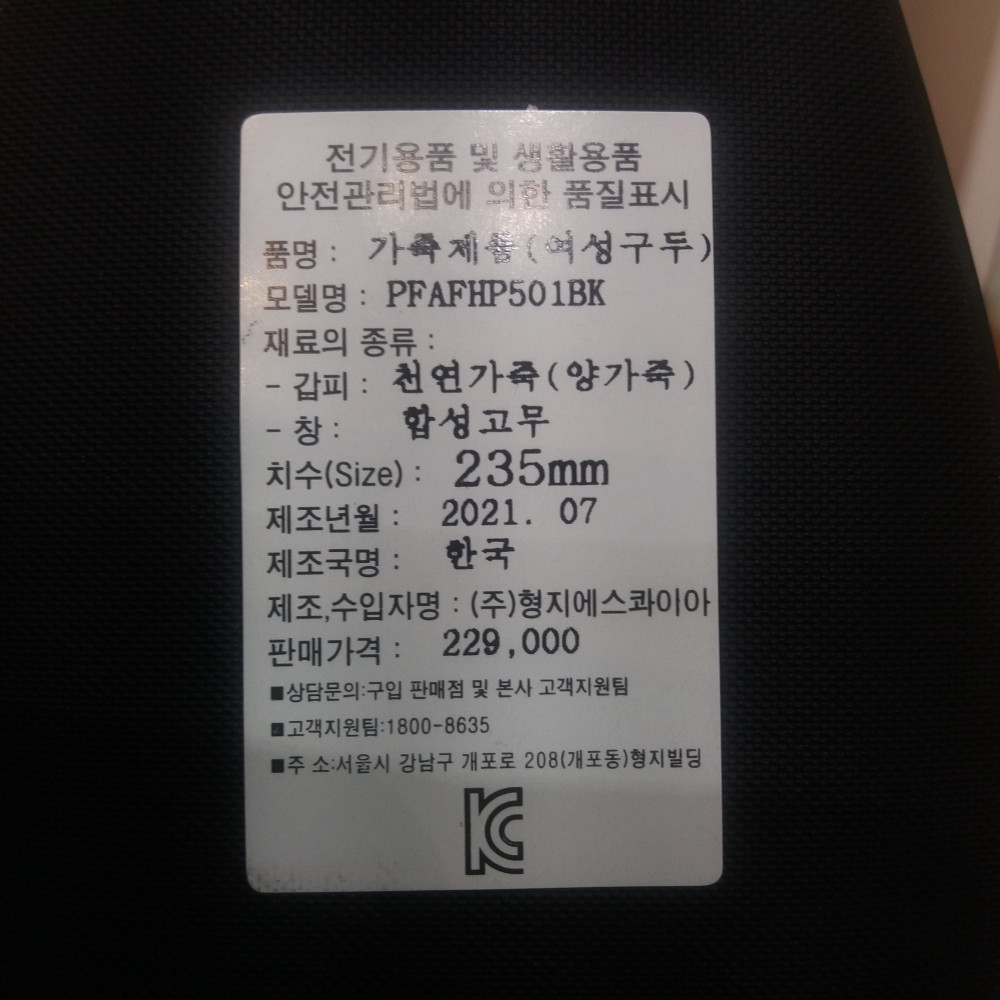 전기용품 및 생활용품
안전관리법에 의한 품질표시
품명 : 가죽제품(여성구두)
모델명 : PFAFHP501BK
재료의 종류 :
- 갑피 : 천연가죽(양가죽)
- 창 : 합성고무
치수(Size) : 235mm
제조년월 : 2021. 07
제조국명 : 한국
제조,수입자명 : (주)형지에스콰이아
판매가격 : 229,000
■상담문의:구입 판매점 및 본사 고객지원팀
■고객지원팀:1800-8635
■주 소:서울시 강남구 개포로 208(개포동)형지빌딩
KC